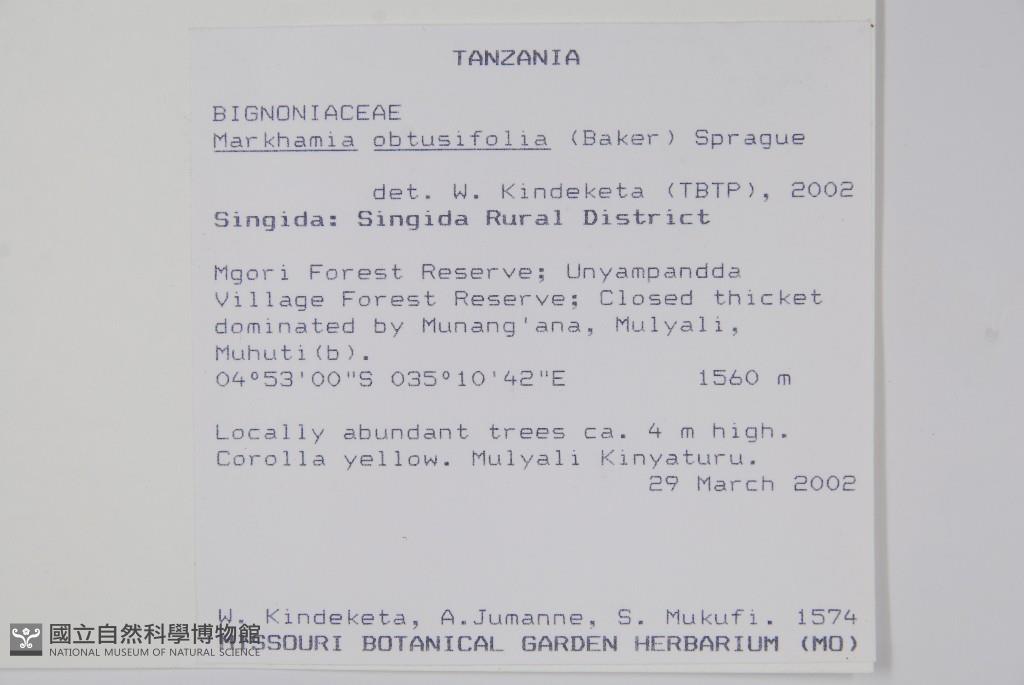 TANZANIA
BIGNONIACEAE
Markhamia obtusifolia (Baker) Sprague
det. W. Kindeketa (TBTP), 2002
Singida: Singida Rural District
Mgori Forest Reserve; Unyampandda
Village Forest Reserve; Closed thicket
dominated by Munang'ana, Mulyali,
Muhuti(b).
04°53'00"S 035°10'42"E 1560 m
Locally abundant trees ca. 4 m high.
Corolla yellow. Mulyali Kinyaturu.
29 March 2002
W. Kindeketa, A.Jumanne, S. Mukufi. 1574
MISSOURI BOTANICAL GARDEN HERBARIUM (MO)
國立自然科學博物館
NATIONAL MUSEUM OF NATURAL SCIENCE